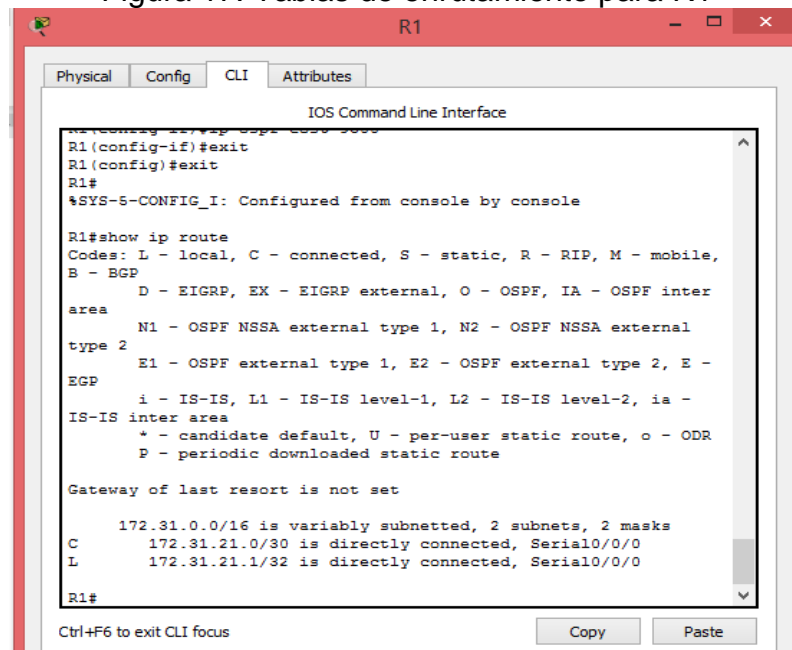 R1
Physical Config CLI Attributes
IOS Command Line Interface
R1(config-if)#exit
R1(config)#exit
R1#
%SYS-5-CONFIG_I: Configured from console by console
R1#show ip route
Codes: L - local, C - connected, S - static, R - RIP, M - mobile,
B - BGP
D - EIGRP, EX - EIGRP external, O - OSPF, IA - OSPF inter
area
N1 - OSPF NSSA external type 1, N2 - OSPF NSSA external
type 2
E1 - OSPF external type 1, E2 - OSPF external type 2, E -
EGP
i - IS-IS, L1 - IS-IS level-1, L2 - IS-IS level-2, ia -
IS-IS inter area
* - candidate default, U - per-user static route, o - ODR
P - periodic downloaded static route
Gateway of last resort is not set
172.31.0.0/16 is variably subnetted, 2 subnets, 2 masks
C 172.31.21.0/30 is directly connected, Serial0/0/0
L 172.31.21.1/32 is directly connected, Serial0/0/0
R1#
Ctrl+F6 to exit CLI focus
Copy Paste